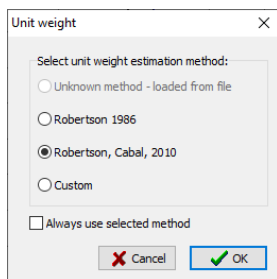 Unit weight
Select unit weight estimation method:
Unknown method - loaded from file
Robertson 1986
Robertson, Cabal, 2010
Custom
Always use selected method
Cancel
OK